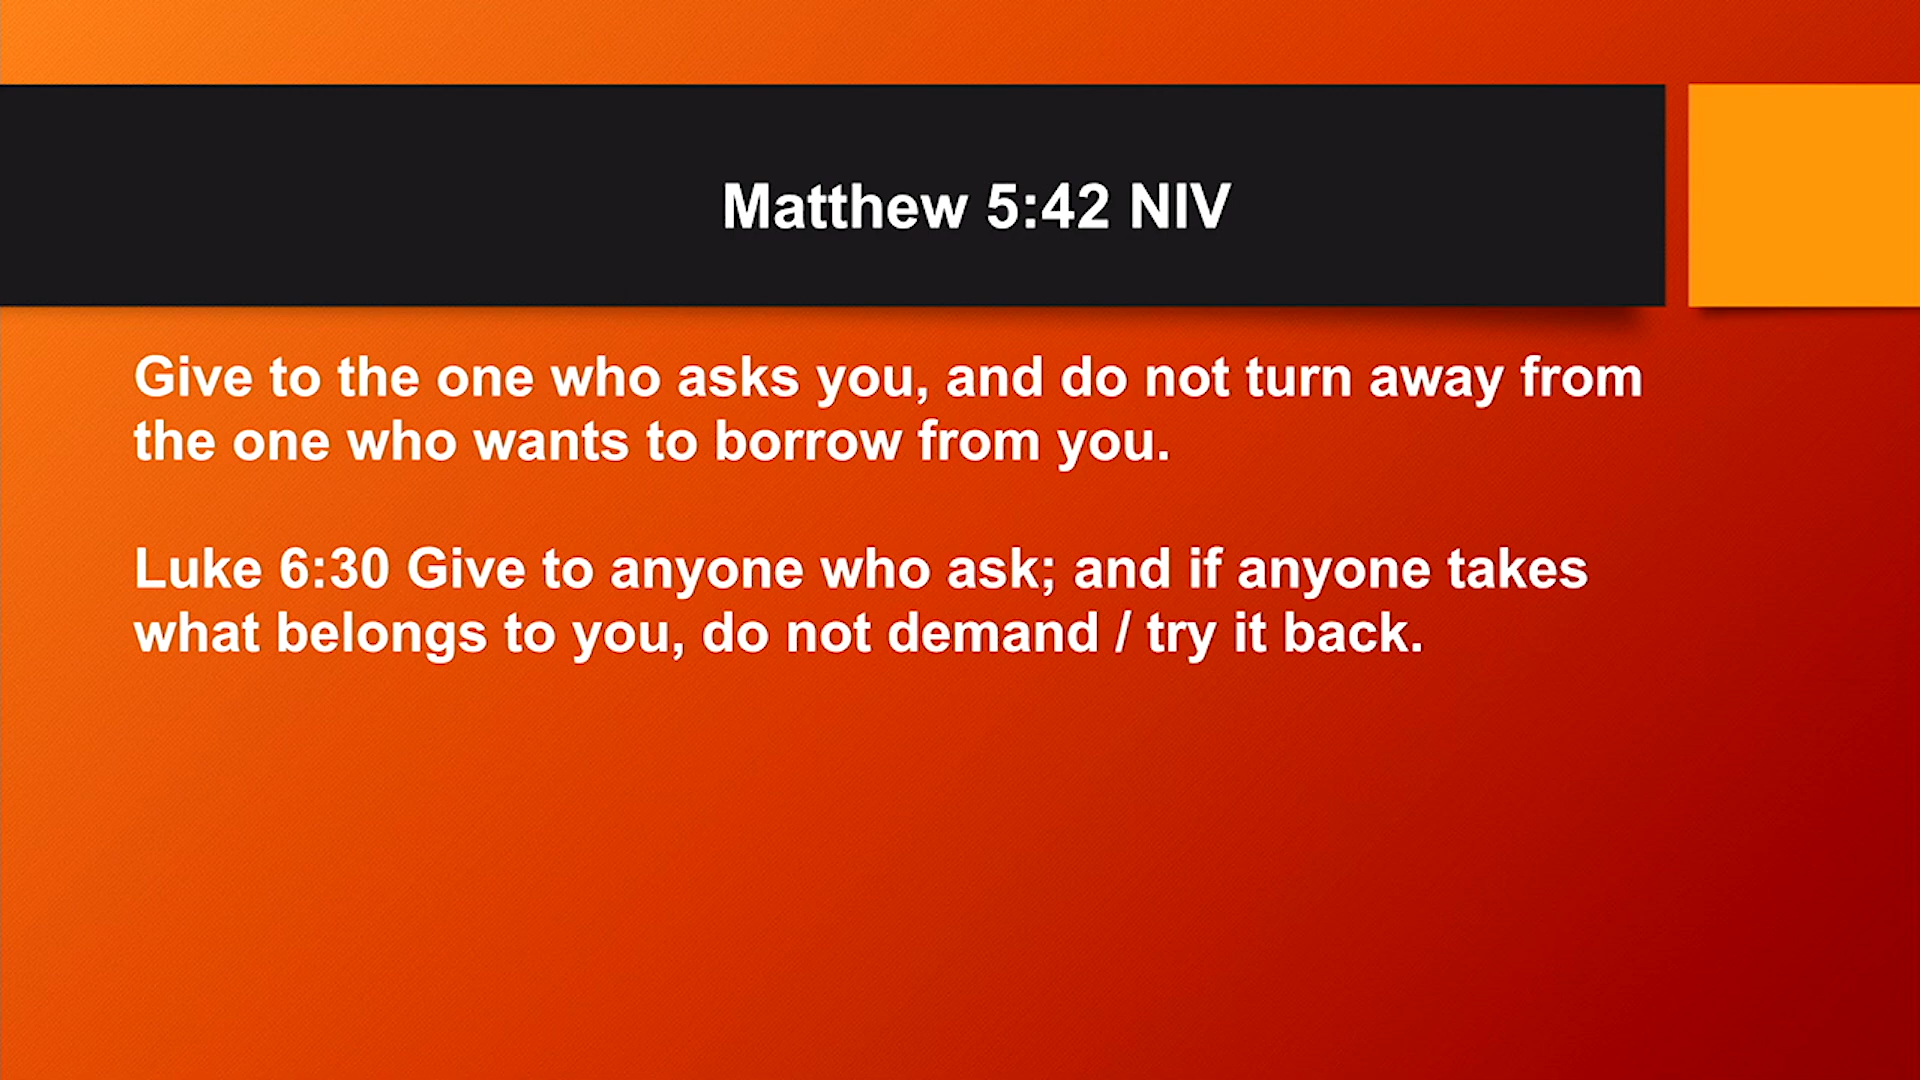 Matthew 5:42 NIV
Give to the one who asks you, and do not turn away from
the one who wants to borrow from you.
Luke 6:30 Give to anyone who ask; and if anyone takes
what belongs to you, do not demand / try it back.